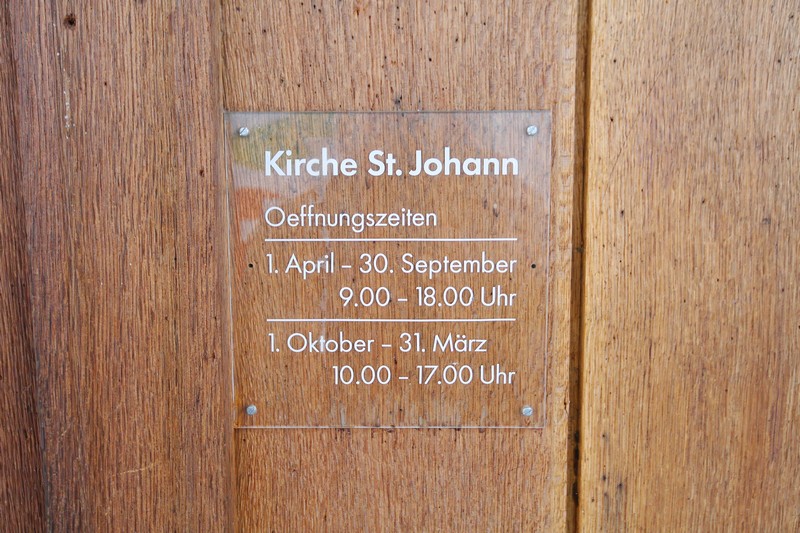 Kirche St. Johann
Oeffnungszeiten
1. April – 30. September
9.00 – 18.00 Uhr
1. Oktober – 31. März
10.00 – 17.00 Uhr